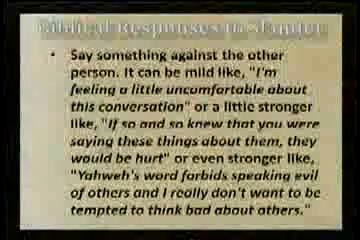 Biblical Responses to Slander
• Say something against the other
person. It can be mild like, "I'm
feeling a little uncomfortable about
this conversation" or a little stronger
like, "If so and so knew that you were
saying these things about them, they
would be hurt" or even stronger like,
"Yahweh's word forbids speaking evil
of others and I really don't want to be
tempted to think bad about others."